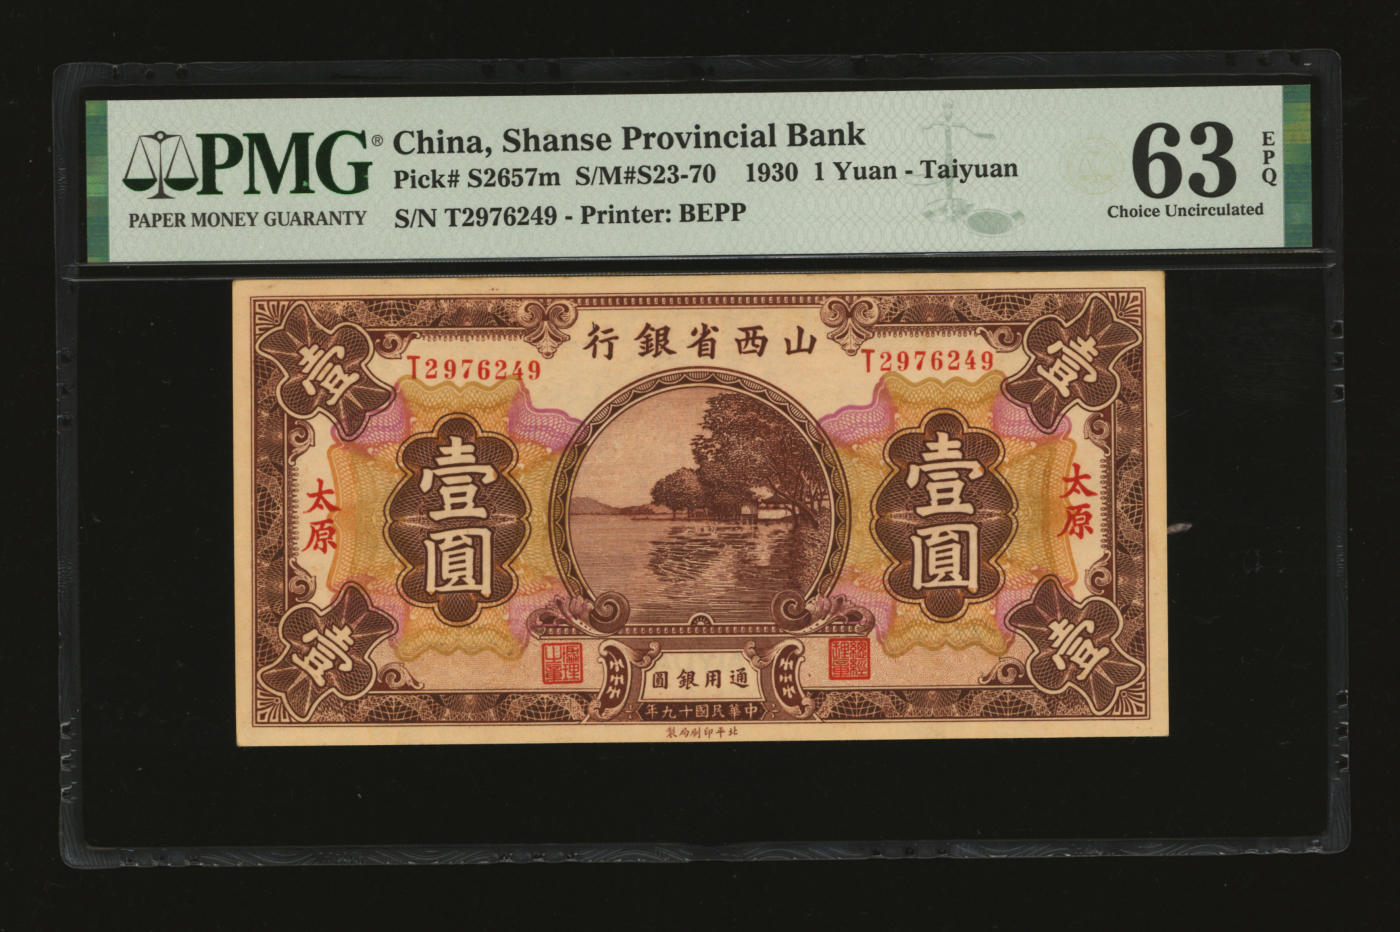 PMG®
PAPER MONEY GUARANTY
China, Shanse Provincial Bank
Pick# S2657m S/M#S23-70 1930 1 Yuan - Taiyuan
S/N T2976249 - Printer: BEPP
63
EPQ
Choice Uncirculated
行銀省西山
壹
壹
T2976249
T2976249
壹圓
壹圓
太原
太原
壹
壹
圓銀用通
年九十國民華中
製局刷印平北